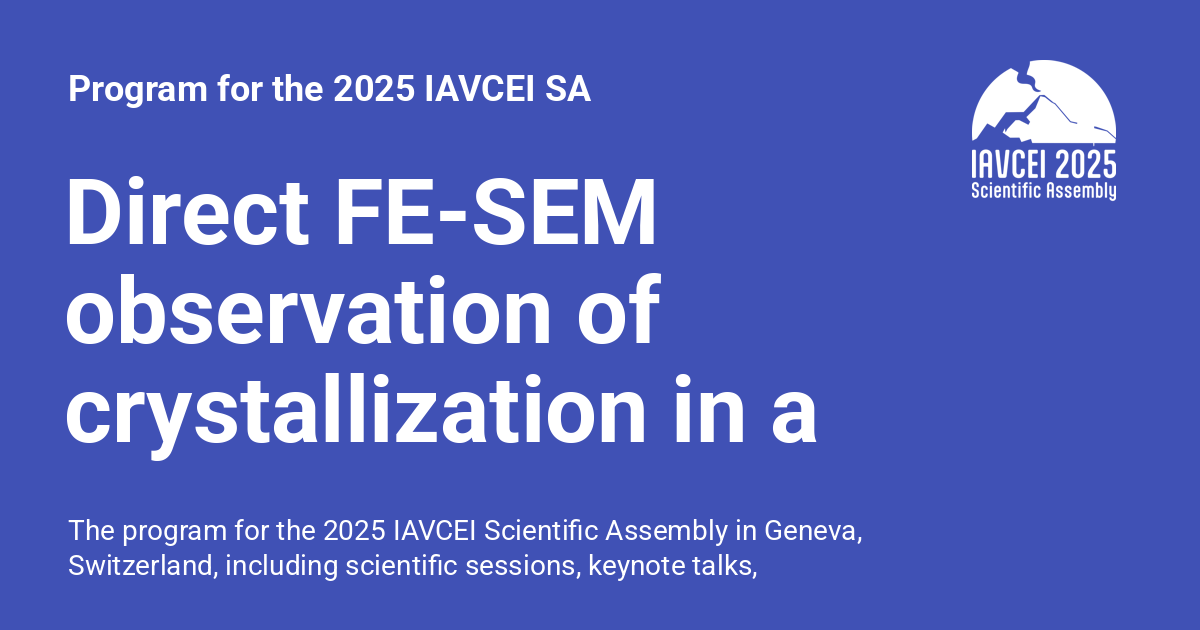 Program for the 2025 IAVCEI SA
IAVCEI 2025
Scientific Assembly
Direct FE-SEM
observation of
crystallization in a
The program for the 2025 IAVCEI Scientific Assembly in Geneva,
Switzerland, including scientific sessions, keynote talks,